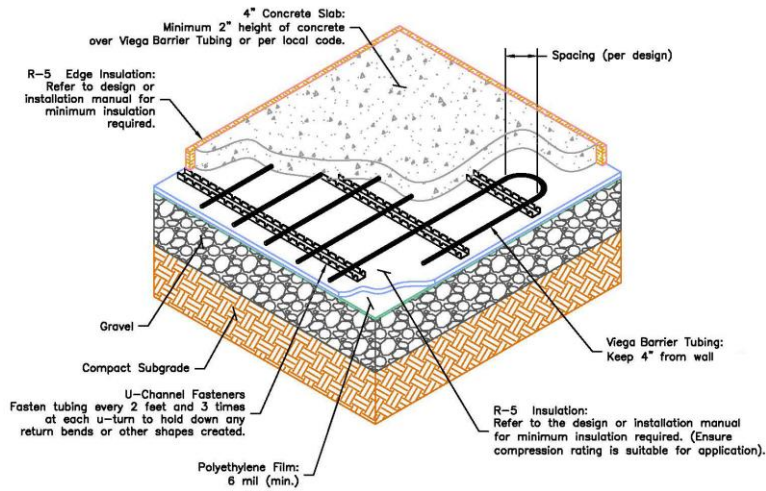 4" Concrete Slab:
Minimum 2" height of concrete
over Viega Barrier Tubing or per local code.
Spacing (per design)
R-5 Edge Insulation:
Refer to design or
installation manual for
minimum insulation
required.
Gravel
Compact Subgrade
U-Channel Fasteners
Fasten tubing every 2 feet and 3 times
at each u-turn to hold down any
return bends or other shapes created.
Polyethylene Film:
6 mil (min.)
Viega Barrier Tubing:
Keep 4" from wall
R-5 Insulation:
Refer to the design or installation manual
for minimum insulation required. (Ensure
compression rating is suitable for application).